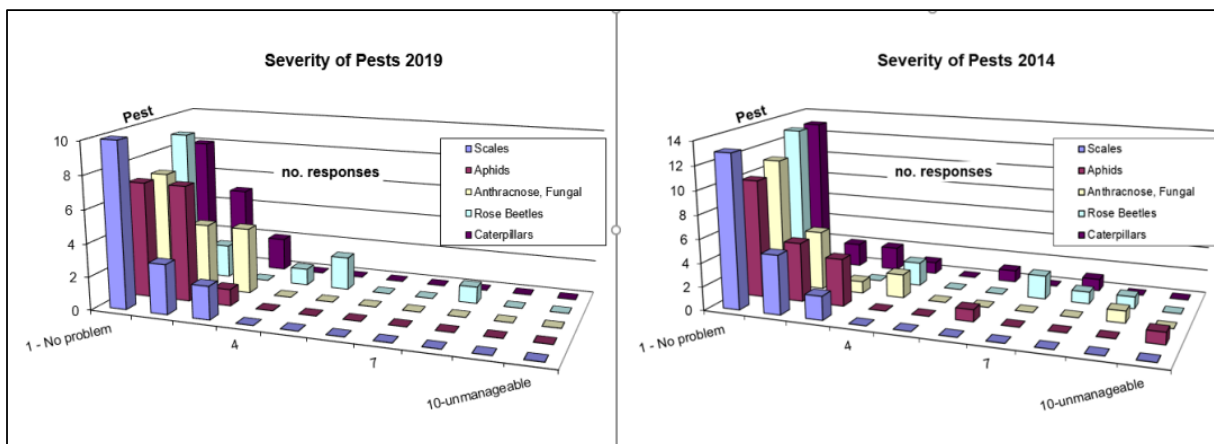 Severity of Pests 2019
Pest
10
8
6
4
2
0
no. responses
Scales
Aphids
Anthracnose, Fungal
Rose Beetles
Caterpillars
1 - No problem
4
7
10-unmanageable
Severity of Pests 2014
Pest
14
12
10
8
6
4
2
0
no. responses
Scales
Aphids
Anthracnose, Fungal
Rose Beetles
Caterpillars
1 - No problem
4
7
10-unmanageable